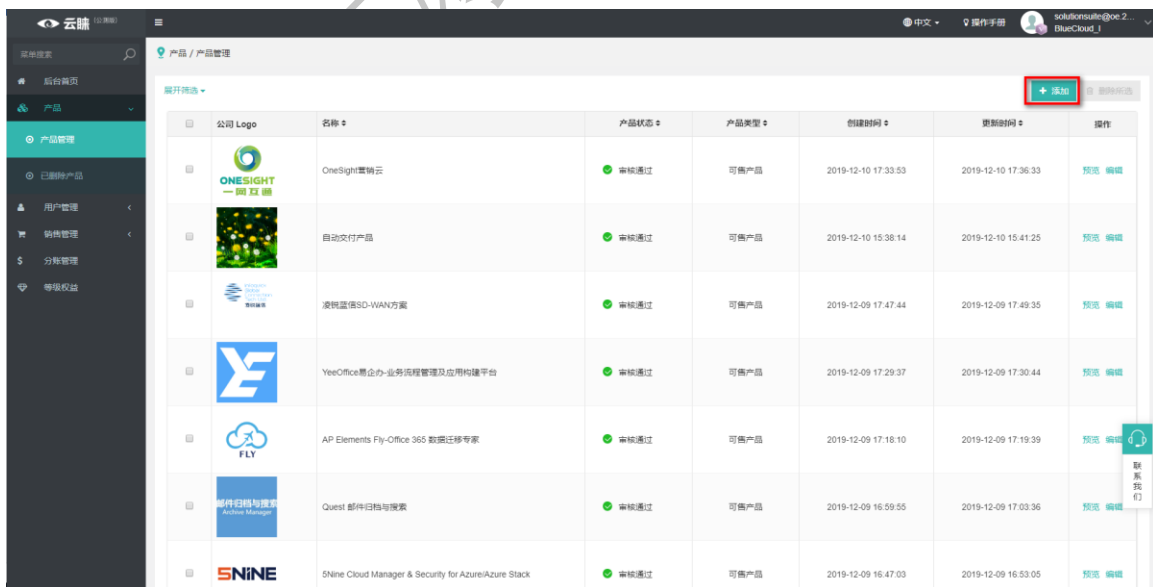 云睐 (公测版)
中文
操作手册
solutionsuite@oe.2...
BlueCloud_I
菜单搜索
产品 / 产品管理
后台首页
产品
产品管理
已删除产品
用户管理
销售管理
分账管理
等级权益
展开筛选
+ 添加
删除所选
公司 Logo 名称 产品状态 产品类型 创建时间 更新时间 操作
ONESIGHT
一网互通
OneSight营销云 审核通过 可售产品 2019-12-10 17:33:53 2019-12-10 17:36:33 预览 编辑
自动交付产品 审核通过 可售产品 2019-12-10 15:38:14 2019-12-10 15:41:25 预览 编辑
凌锐蓝信SD-WAN方案 审核通过 可售产品 2019-12-09 17:47:44 2019-12-09 17:49:35 预览 编辑
YeeOffice易企办-业务流程管理及应用构建平台 审核通过 可售产品 2019-12-09 17:29:37 2019-12-09 17:30:44 预览 编辑
FLY
AP Elements Fly-Office 365 数据迁移专家 审核通过 可售产品 2019-12-09 17:18:10 2019-12-09 17:19:39 预览 编辑
邮件归档与搜索
Archive Manager
Quest 邮件归档与搜索 审核通过 可售产品 2019-12-09 16:59:55 2019-12-09 17:03:36 预览 编辑
5NINE
5Nine Cloud Manager & Security for Azure/Azure Stack 审核通过 可售产品 2019-12-09 16:47:03 2019-12-09 16:53:05 预览 编辑
联系我们